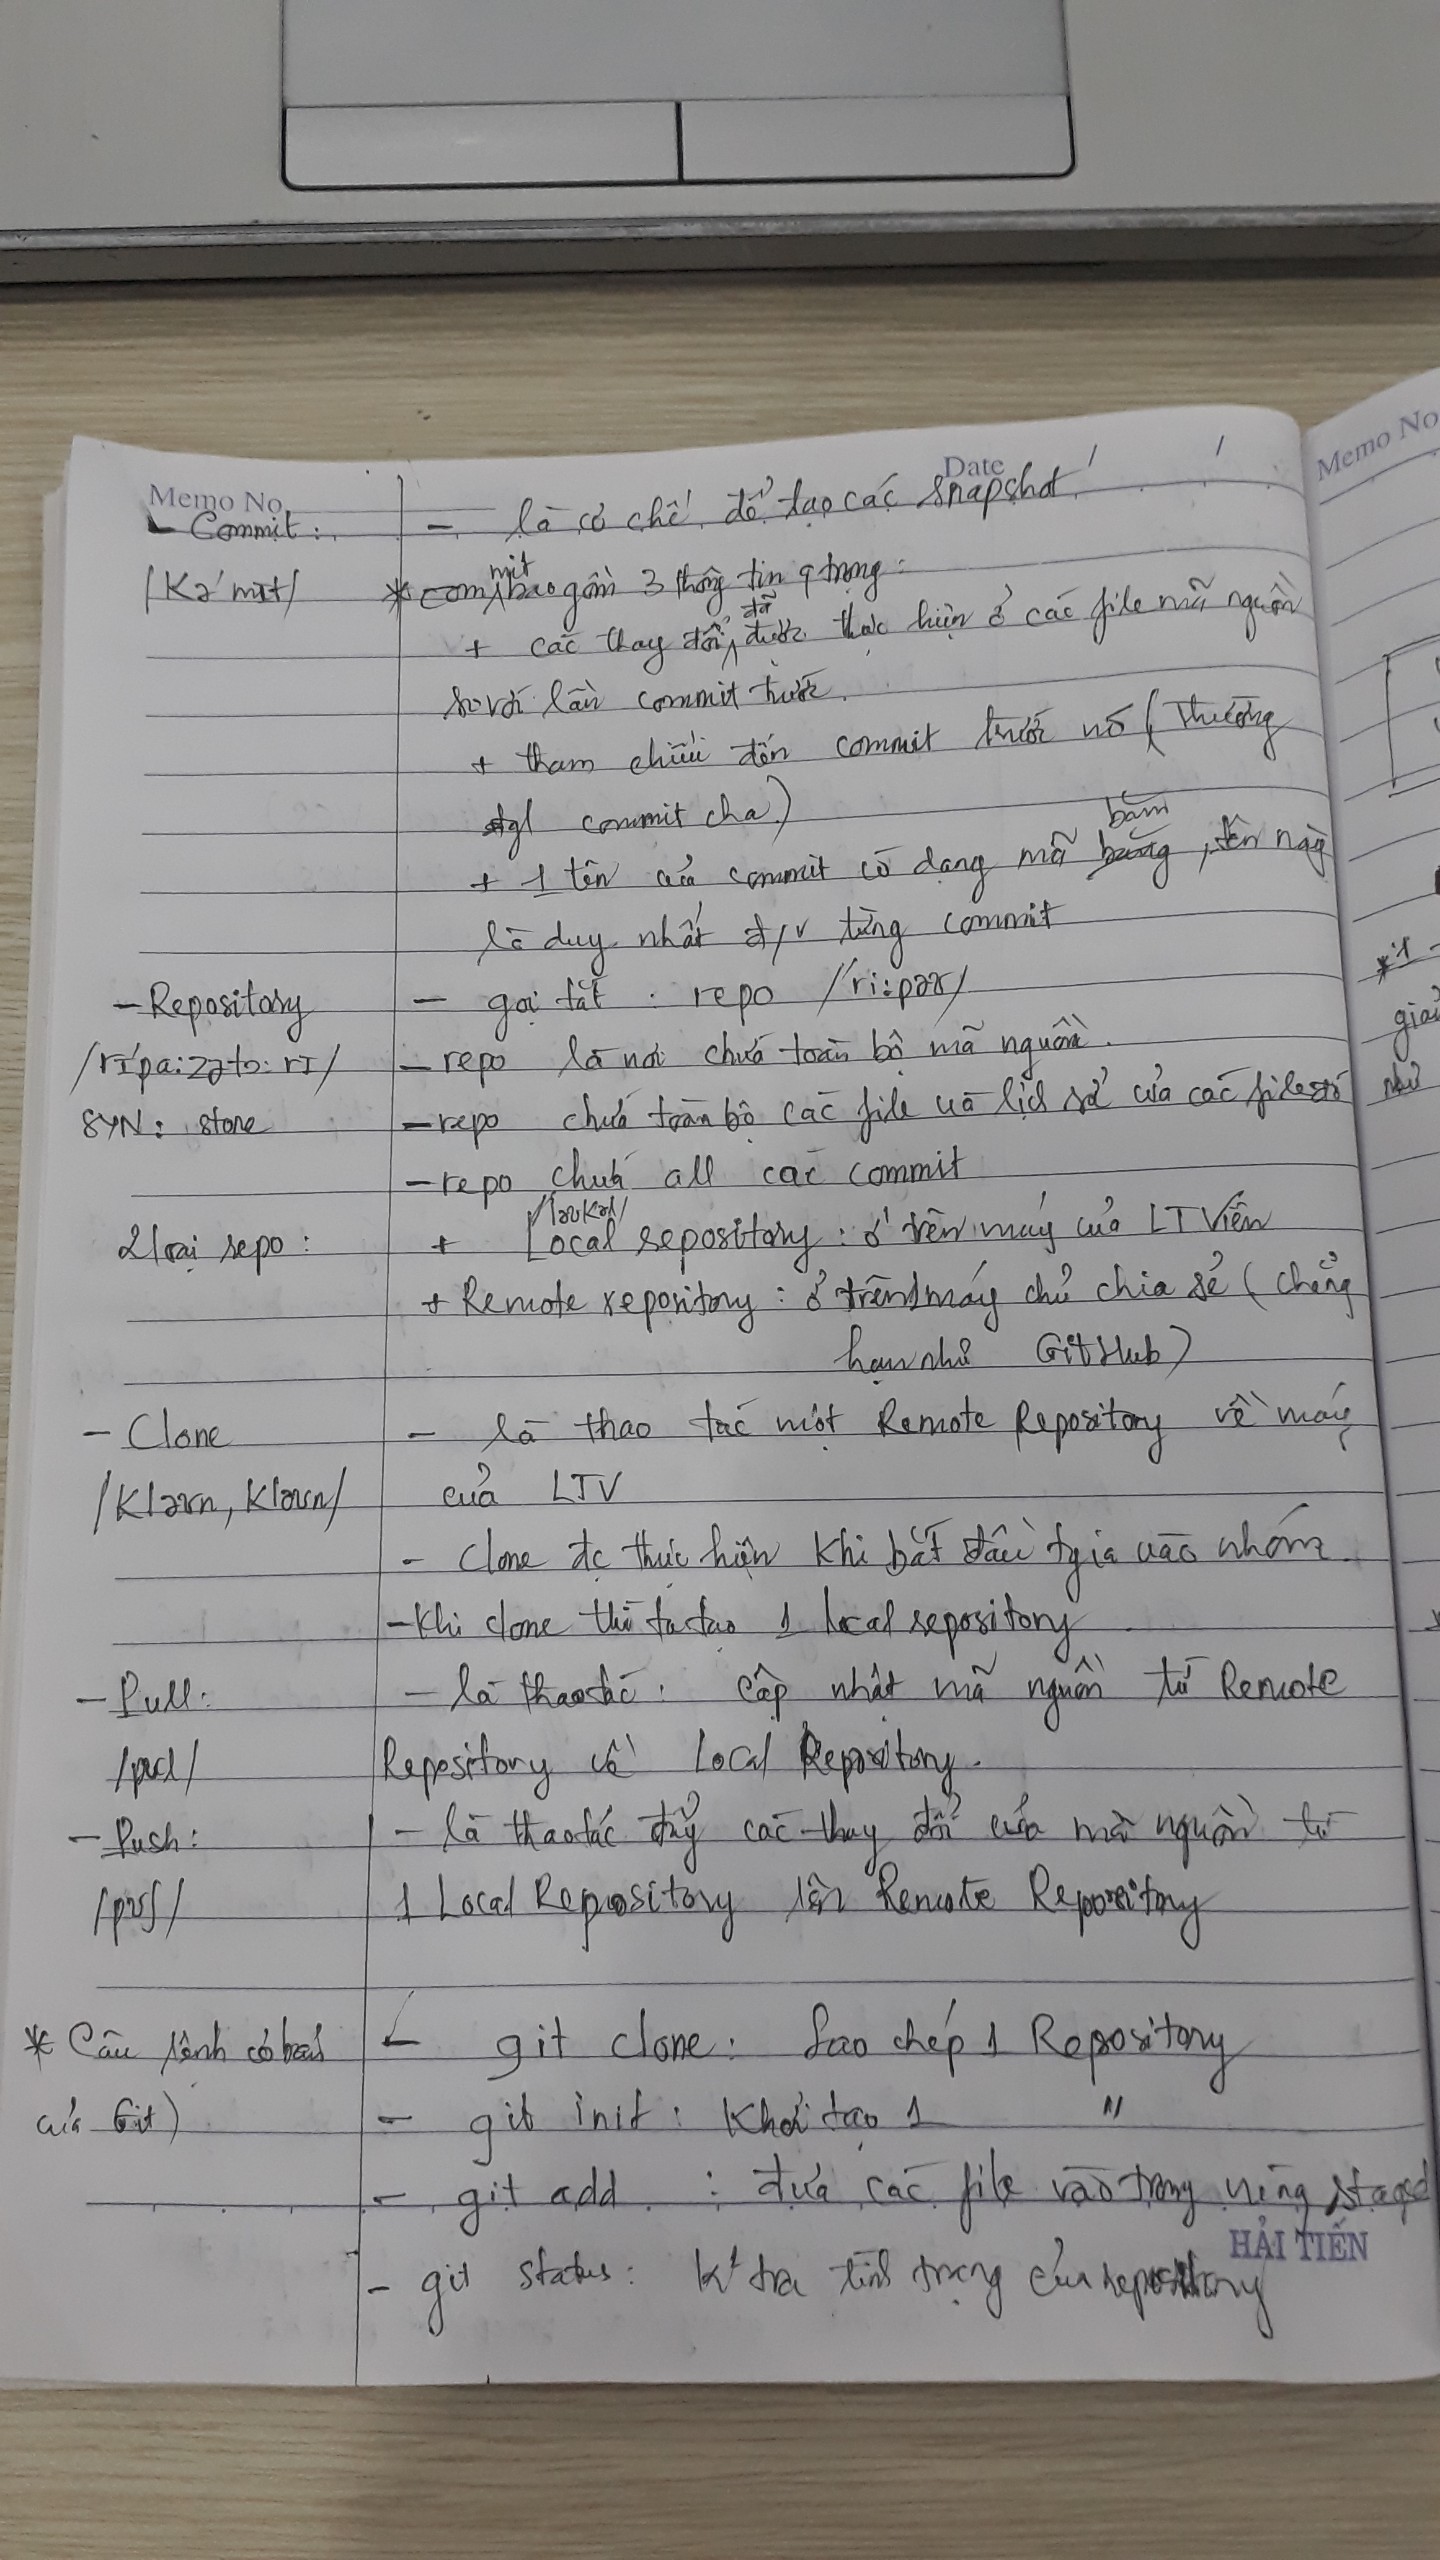 Memo No.
Date / /
Memo No
- Commit: - là cơ chế để tạo các snapshot
/Kə'mɪt/ * commit bao gồm 3 thông tin q trọng:
+ các thay đổi đã được thực hiện ở các file mã nguồn
so với lần commit trước.
+ tham chiếu đến commit trước nó (Thường
gl commit cha)
+ 1 tên của commit có dạng mã băm, tên này
là duy nhất đ/v từng commit
- Repository - gọi tắt: repo /ri:pəʊ/
/rɪ'pa:zəto:rɪ/ - repo là nơi chứa toàn bộ mã nguồn.
SYN: store - repo chứa toàn bộ các file và lịch sử của các file đó
- repo chứa all các commit
2 loại repo: + Local /ləʊkəl/ repository: ở trên máy của LTViên
+ Remote repository: ở trên 1 máy chủ chia sẻ (chẳng
hạn như GitHub)
- Clone - là thao tác một Remote Repository về máy
/Kləʊn, Kloʊn/ của LTV
- Clone đc thực hiện khi bắt đầu tgia vào nhóm
- Khi clone thì ta tạo 1 local repository
- Pull: - là thao tác: cập nhật mã nguồn từ Remote
/pʊl/ Repository về Local Repository.
- Push: - là thao tác đẩy các thay đổi của mã nguồn từ
/pʊʃ/ 1 Local Repository lên Remote Repository
* Câu lệnh cơ bản - git clone: Sao chép 1 Repository
của Git) - git init: Khởi tạo 1 "
- git add: đưa các file vào trong vùng staged
- git status: k' tra tình trạng của repository
HẢI TIẾN